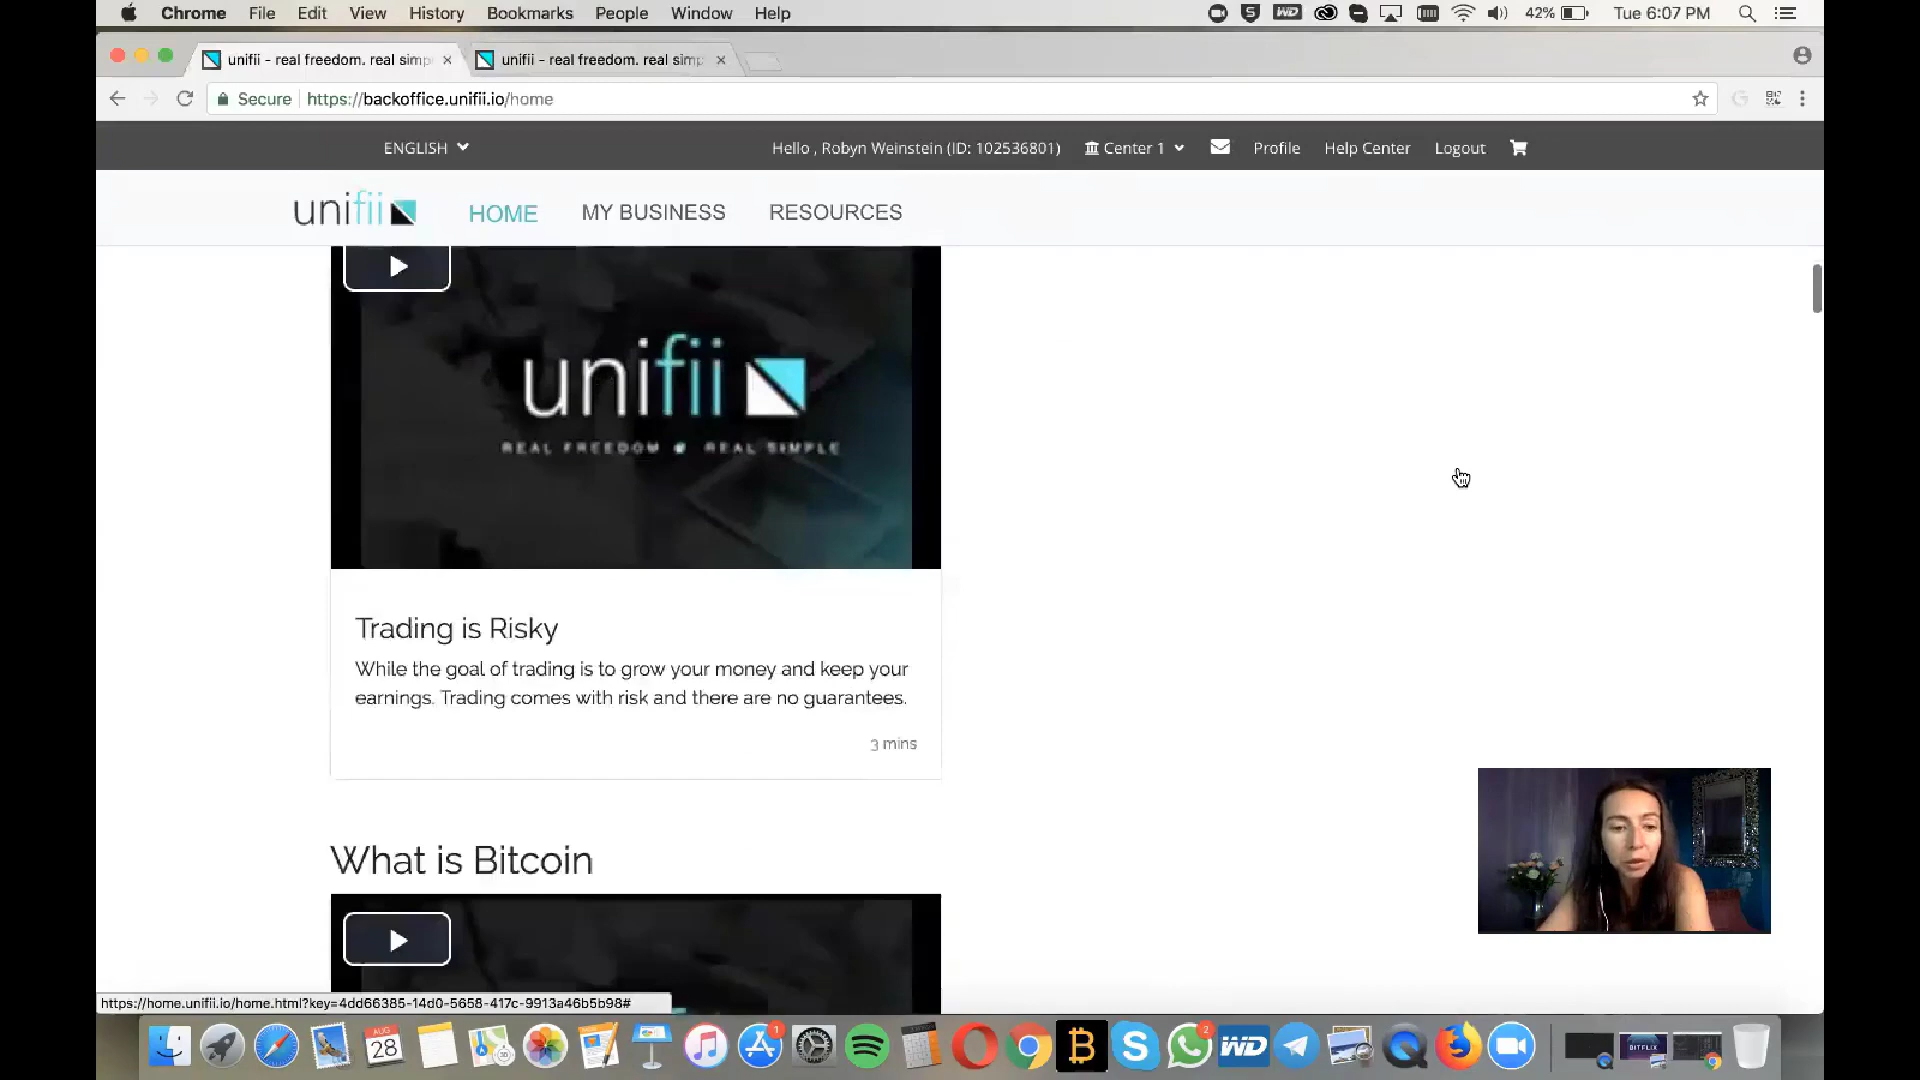 Chrome File Edit View History Bookmarks People Window Help
42% Tue 6:07 PM
unifii - real freedom. real simp
unifii - real freedom. real simp
Secure https://backoffice.unifii.io/home
ENGLISH
Hello , Robyn Weinstein (ID: 102536801) Center 1 Profile Help Center Logout
unifii HOME MY BUSINESS RESOURCES
unifii
REAL FREEDOM REAL SIMPLE
Trading is Risky
While the goal of trading is to grow your money and keep your
earnings. Trading comes with risk and there are no guarantees.
3 mins
What is Bitcoin
https://home.unifii.io/home.html?key=4dd66385-14d0-5658-417c-9913a46b5b98#
AUG
28
1
2
WD
BITFLIX